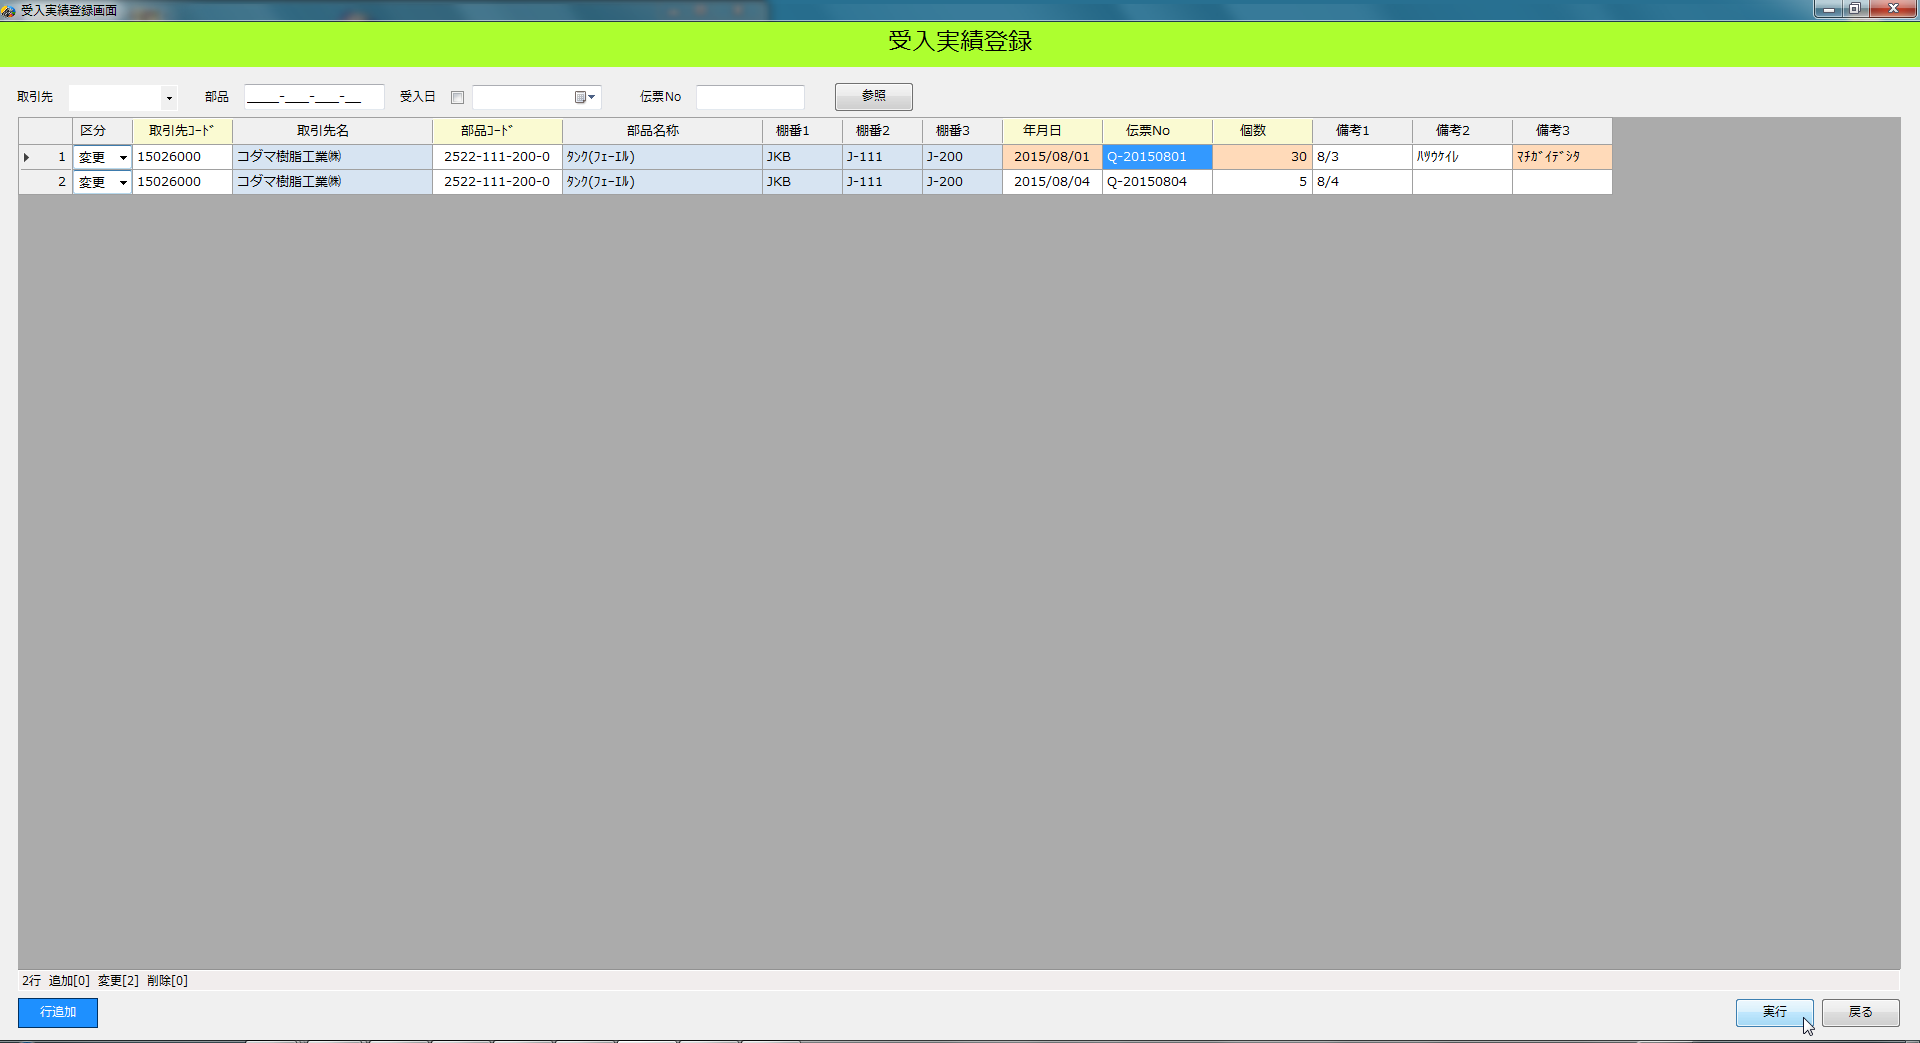 受入実績登録画面
受入実績登録
取引先 部品 ____-___-___-__ 受入日 伝票No 参照
区分 取引先ｺｰﾄﾞ 取引先名 部品ｺｰﾄﾞ 部品名称 棚番1 棚番2 棚番3 年月日 伝票No 個数 備考1 備考2 備考3
1 変更 15026000 コダマ樹脂工業㈱ 2522-111-200-0 ﾀﾝｸ(ﾌｭｰｴﾙ) JKB J-111 J-200 2015/08/01 Q-20150801 30 8/3 ﾊﾂｳｹｲﾚ ﾏﾁｶﾞｲﾃﾞｼﾀ
2 変更 15026000 コダマ樹脂工業㈱ 2522-111-200-0 ﾀﾝｸ(ﾌｭｰｴﾙ) JKB J-111 J-200 2015/08/04 Q-20150804 5 8/4
2行 追加[0] 変更[2] 削除[0]
行追加 実行 戻る